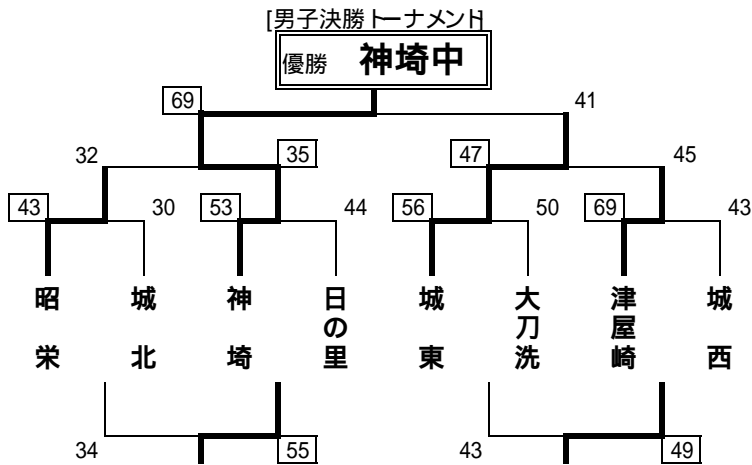 [男子決勝トーナメント]
優勝 神埼中
69 41
32 35 47 45
43 30 53 44 56 50 69 43
昭栄 城北 神埼 日の里 城東 大刀洗 津屋崎 城西
34 55 43 49